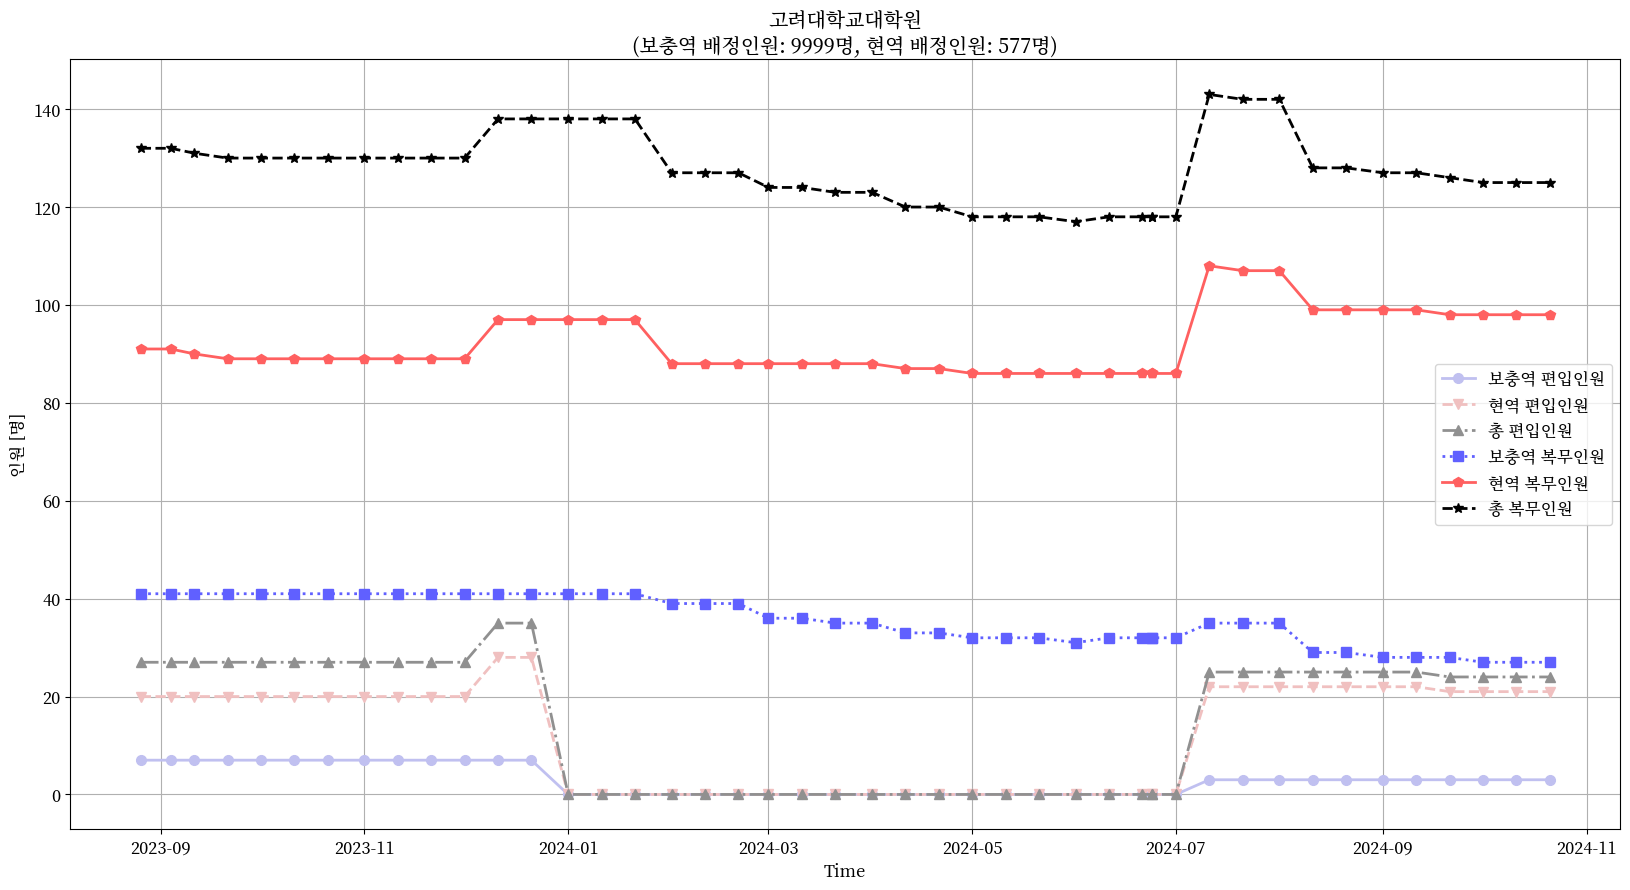 고려대학교대학원
(보충역 배정인원: 9999명, 현역 배정인원: 577명)
인원 [명]
140
120
100
80
60
40
20
0
보충역 편입인원
현역 편입인원
총 편입인원
보충역 복무인원
현역 복무인원
총 복무인원
2023-09
2023-11
2024-01
2024-03
2024-05
2024-07
2024-09
2024-11
Time